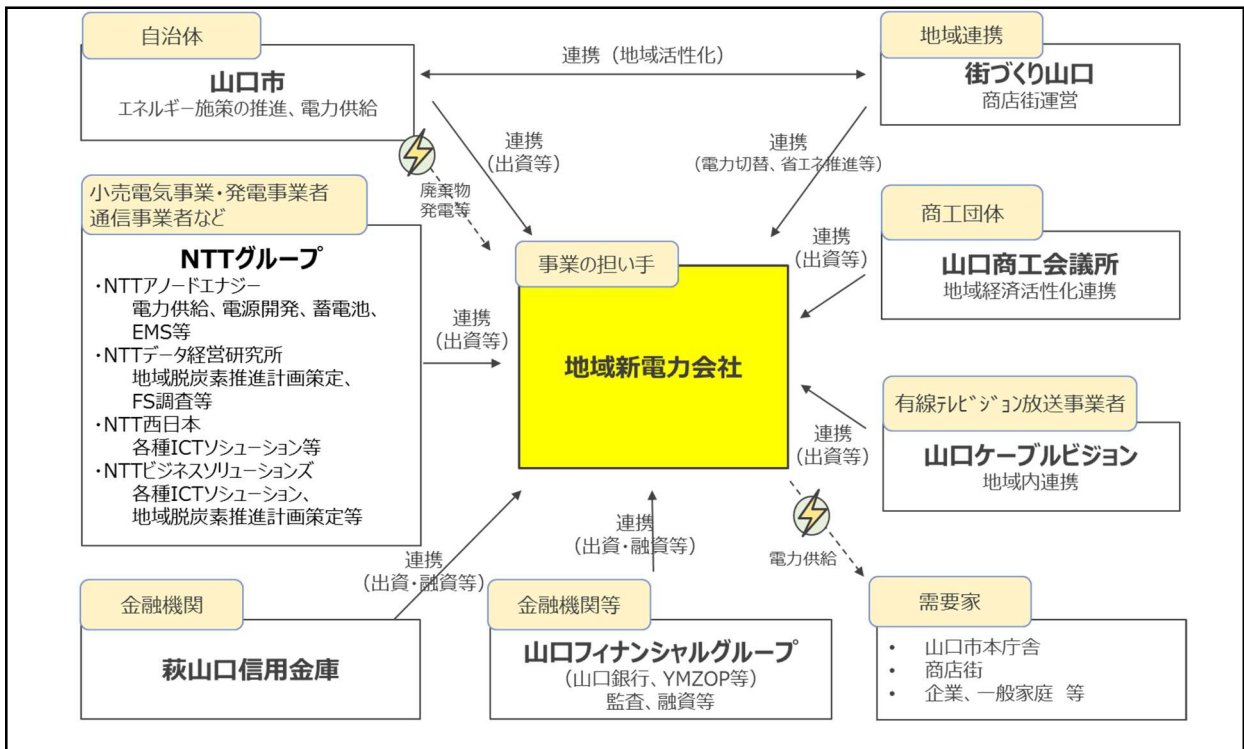 自治体
山口市
エネルギー施策の推進、電力供給
連携（地域活性化）
地域連携
街づくり山口
商店街運営
連携
（出資等）
連携
（電力切替、省エネ推進等）
廃棄物
発電等
小売電気事業・発電事業者
通信事業者など
NTTグループ
・NTTアノードエナジー
電力供給、電源開発、蓄電池、
EMS等
・NTTデータ経営研究所
地域脱炭素推進計画策定、
FS調査等
・NTT西日本
各種ICTソシューション等
・NTTビジネスソリューションズ
各種ICTソシューション、
地域脱炭素推進計画策定等
連携
（出資等）
事業の担い手
地域新電力会社
商工団体
山口商工会議所
地域経済活性化連携
連携
（出資等）
有線ﾃﾚﾋﾞｼﾞｮﾝ放送事業者
山口ケーブルビジョン
地域内連携
連携
（出資等）
電力供給
連携
（出資・融資等）
連携
（出資・融資等）
金融機関
萩山口信用金庫
金融機関等
山口フィナンシャルグループ
（山口銀行、YMZOP等）
監査、融資等
需要家
• 山口市本庁舎
• 商店街
• 企業、一般家庭 等